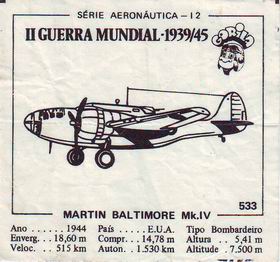 SÉRIE AERONÁUTICA - 12
II GUERRA MUNDIAL-1939/45
GORILA
533
MARTIN BALTIMORE Mk.IV
Ano ...... 1944 País ..... E.U.A. Tipo Bombardeiro
Enverg... 18,60 m Compr... 14,78 m Altura .. 5,41 m
Veloc. .. 515 km Auton. 1.530 km Altitude 7.500 m